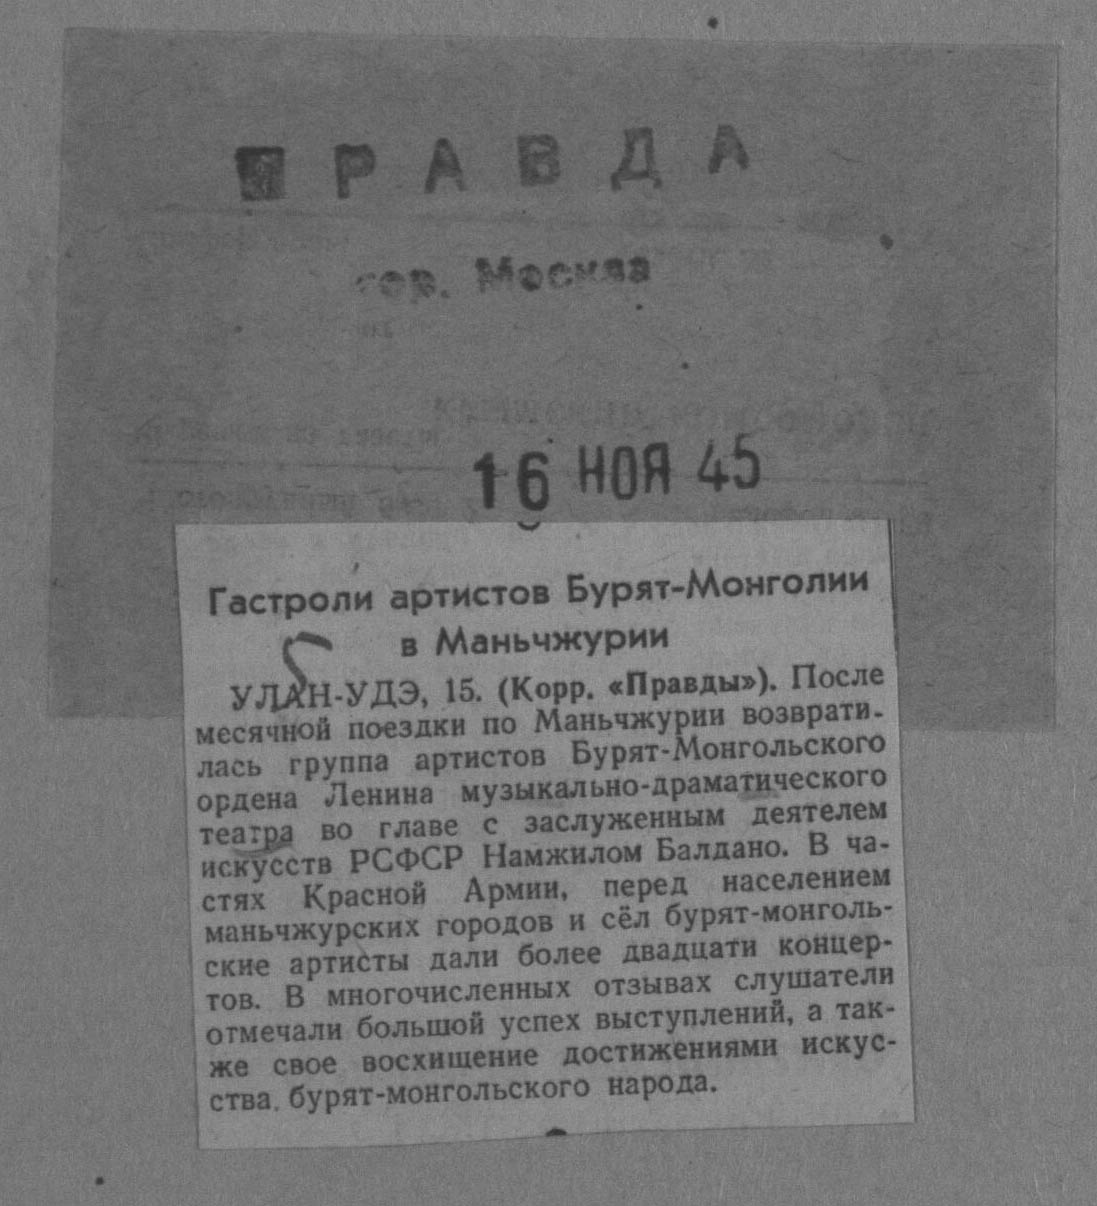 ПРАВДА
гор. Москва
16 НОЯ 45
Гастроли артистов Бурят-Монголии
в Маньчжурии
УЛАН-УДЭ, 15. (Корр. «Правды»). После
месячной поездки по Маньчжурии возврати-
лась группа артистов Бурят-Монгольского
ордена Ленина музыкально-драматического
театра во главе с заслуженным деятелем
искусств РСФСР Намжилом Балдано. В ча-
стях Красной Армии, перед населением
маньчжурских городов и сёл бурят-монголь-
ские артисты дали более двадцати концер-
тов. В многочисленных отзывах слушатели
отмечали большой успех выступлений, а так-
же свое восхищение достижениями искус-
ства бурят-монгольского народа.